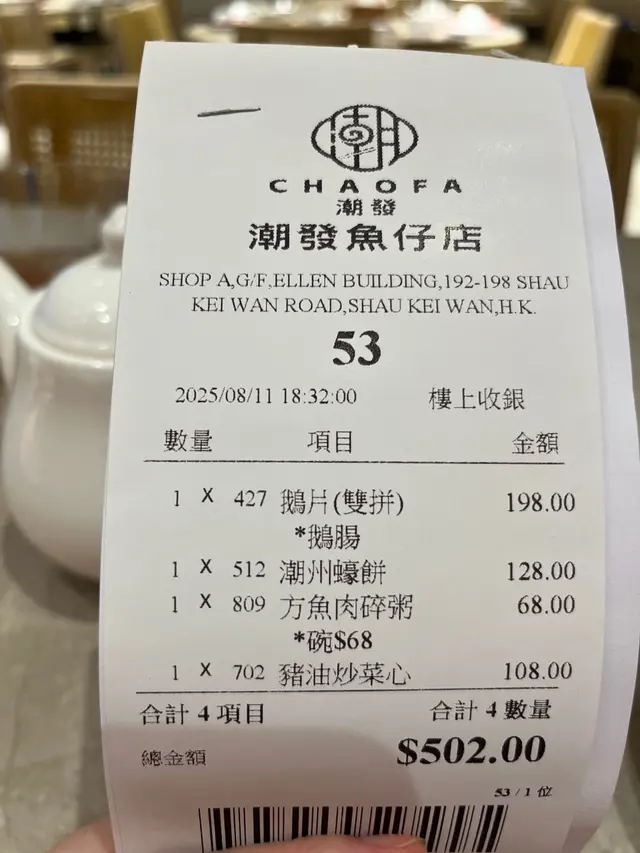 潮
CHAOFA
潮發
潮發魚仔店
SHOP A,G/F,ELLEN BUILDING,192-198 SHAU
KEI WAN ROAD,SHAU KEI WAN,H.K.
53
2025/08/11 18:32:00 樓上收銀
數量 項目 金額
1 X 427 鵝片(雙拼) 198.00
*鵝腸
1 X 512 潮州蠔餅 128.00
1 X 809 方魚肉碎粥 68.00
*碗$68
1 X 702 豬油炒菜心 108.00
合計 4 項目 合計 4 數量
總金額 $502.00
53 / 1 位